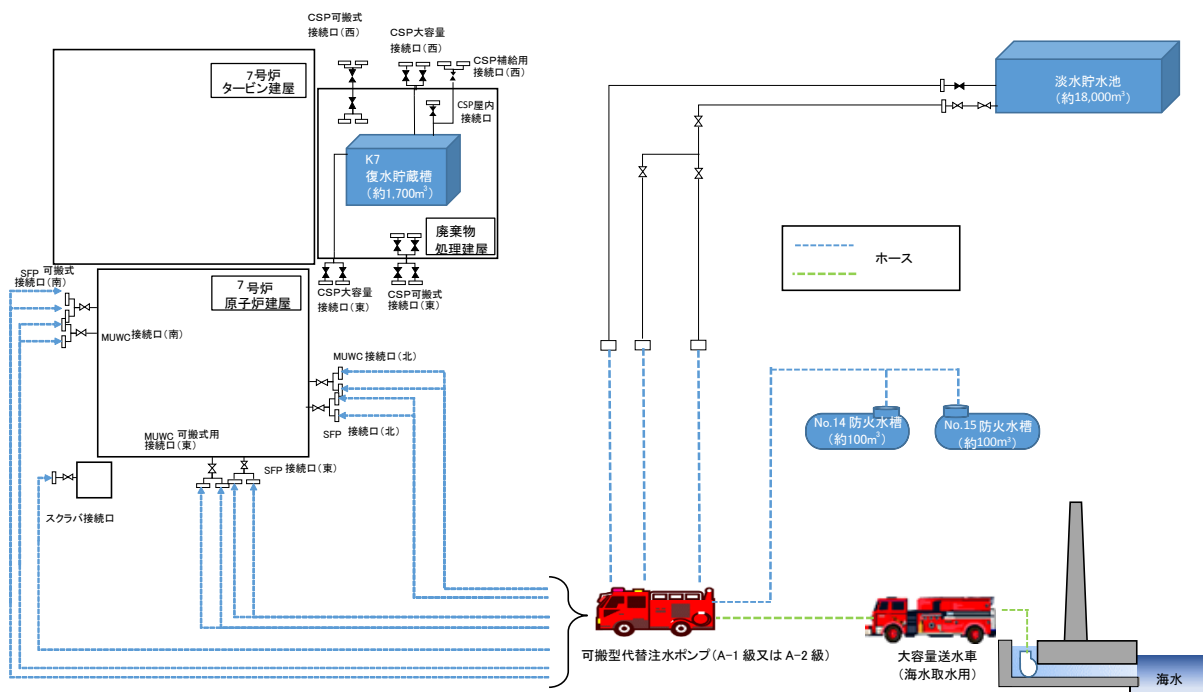 CSP可搬式
接続口(西)
CSP大容量
接続口(西)
CSP補給用
接続口(西)
7号炉
タービン建屋
CSP屋内
接続口
K7
復水貯蔵槽
(約1,700m³)
廃棄物
処理建屋
淡水貯水池
(約18,000m³)
ホース
SFP 可搬式
接続口(南)
7号炉
原子炉建屋
CSP大容量
接続口(東)
CSP可搬式
接続口(東)
MUWC接続口(南)
MUWC 接続口(北)
SFP 接続口(北)
No.14 防火水槽
(約100m³)
No.15 防火水槽
(約100m³)
MUWC 可搬式用
接続口(東)
SFP 接続口(東)
スクラバ接続口
可搬型代替注水ポンプ(A-1 級又は A-2 級)
大容量送水車
(海水取水用)
海水